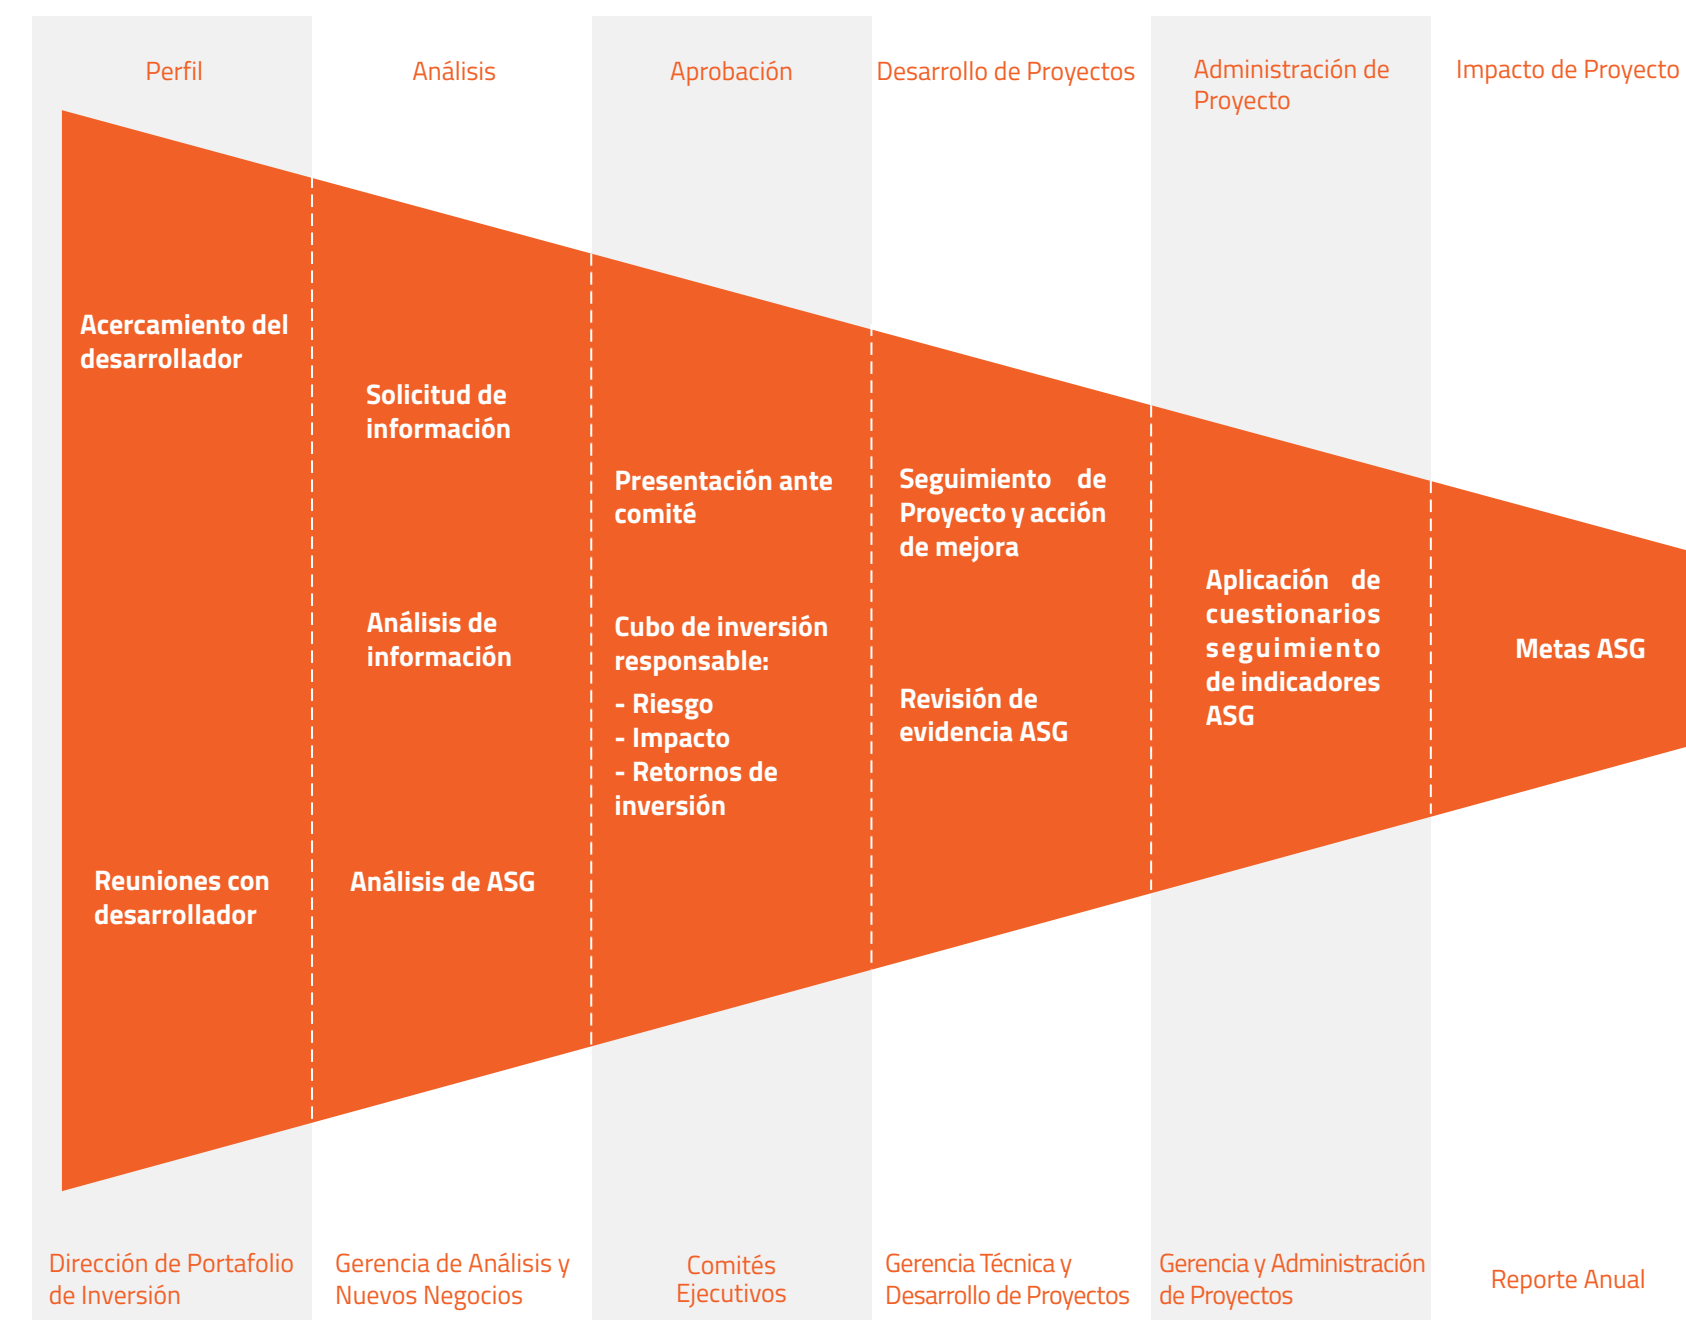 Perfil
Análisis
Aprobación
Desarrollo de Proyectos
Administración de
Proyecto
Impacto de Proyecto
Acercamiento del
desarrollador
Reuniones con
desarrollador
Solicitud de
información
Análisis de
información
Análisis de ASG
Presentación ante
comité
Cubo de inversión
responsable:
- Riesgo
- Impacto
- Retornos de
inversión
Seguimiento de
Proyecto y acción
de mejora
Revisión de
evidencia ASG
Aplicación de
cuestionarios
seguimiento
de indicadores
ASG
Metas ASG
Dirección de Portafolio
de Inversión
Gerencia de Análisis y
Nuevos Negocios
Comités
Ejecutivos
Gerencia Técnica y
Desarrollo de Proyectos
Gerencia y Administración
de Proyectos
Reporte Anual